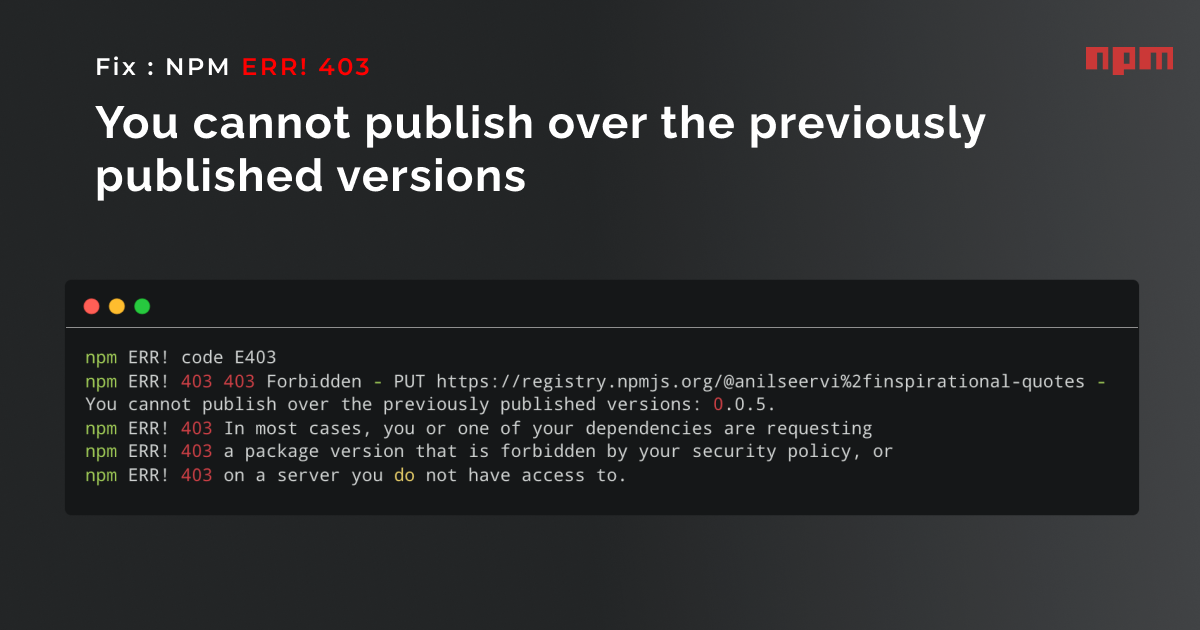 Fix : NPM ERR! 403
npm
You cannot publish over the previously
published versions
npm ERR! code E403
npm ERR! 403 403 Forbidden - PUT https://registry.npmjs.org/@anilseervi%2finspirational-quotes -
You cannot publish over the previously published versions: 0.0.5.
npm ERR! 403 In most cases, you or one of your dependencies are requesting
npm ERR! 403 a package version that is forbidden by your security policy, or
npm ERR! 403 on a server you do not have access to.